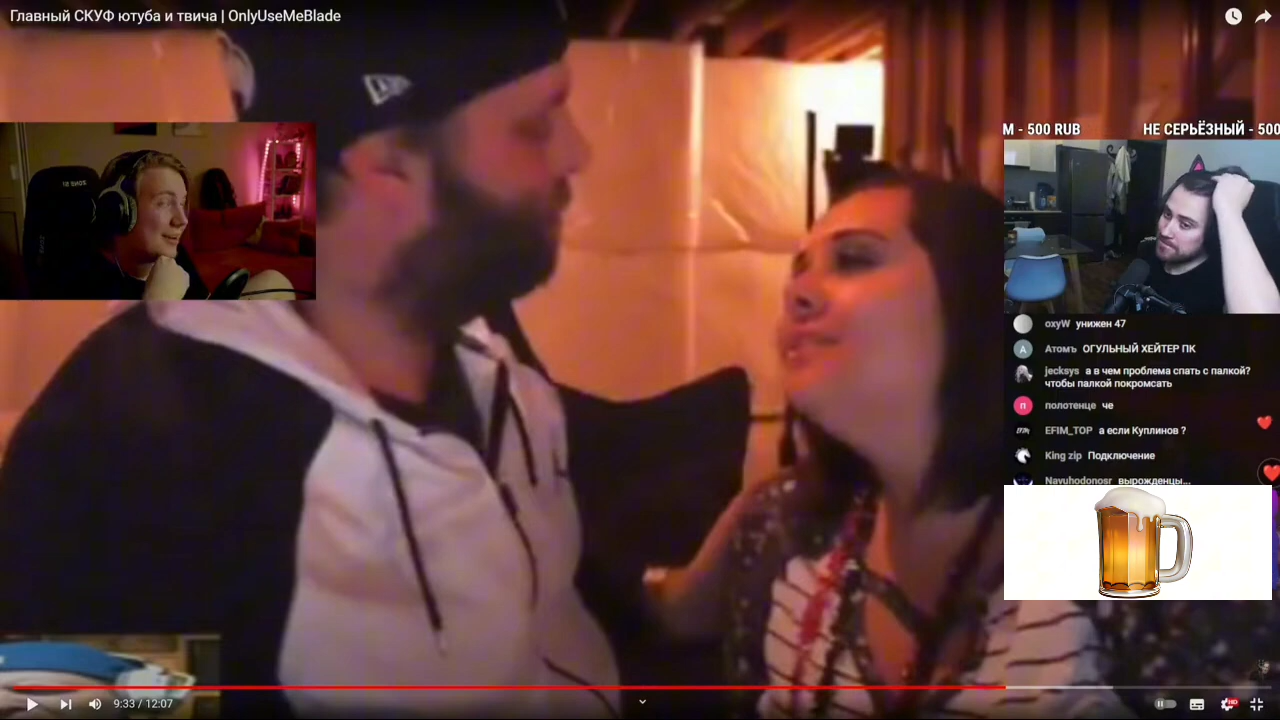 Главный СКУФ ютуба и твича | OnlyUseMeBlade
М - 500 RUB
НЕ СЕРЬЁЗНЫЙ - 500
oxyW унижен 47
А
Атомъ ОГУЛЬНЫЙ ХЕЙТЕР ПК
jecksys а в чем проблема спать с палкой?
чтобы палкой покромсать
п
полотенце че
EFIM_TOP а если Куплинов ?
King zip Подключение
Navuhodonosr вырожденцы...
9:33 / 12:07
HD